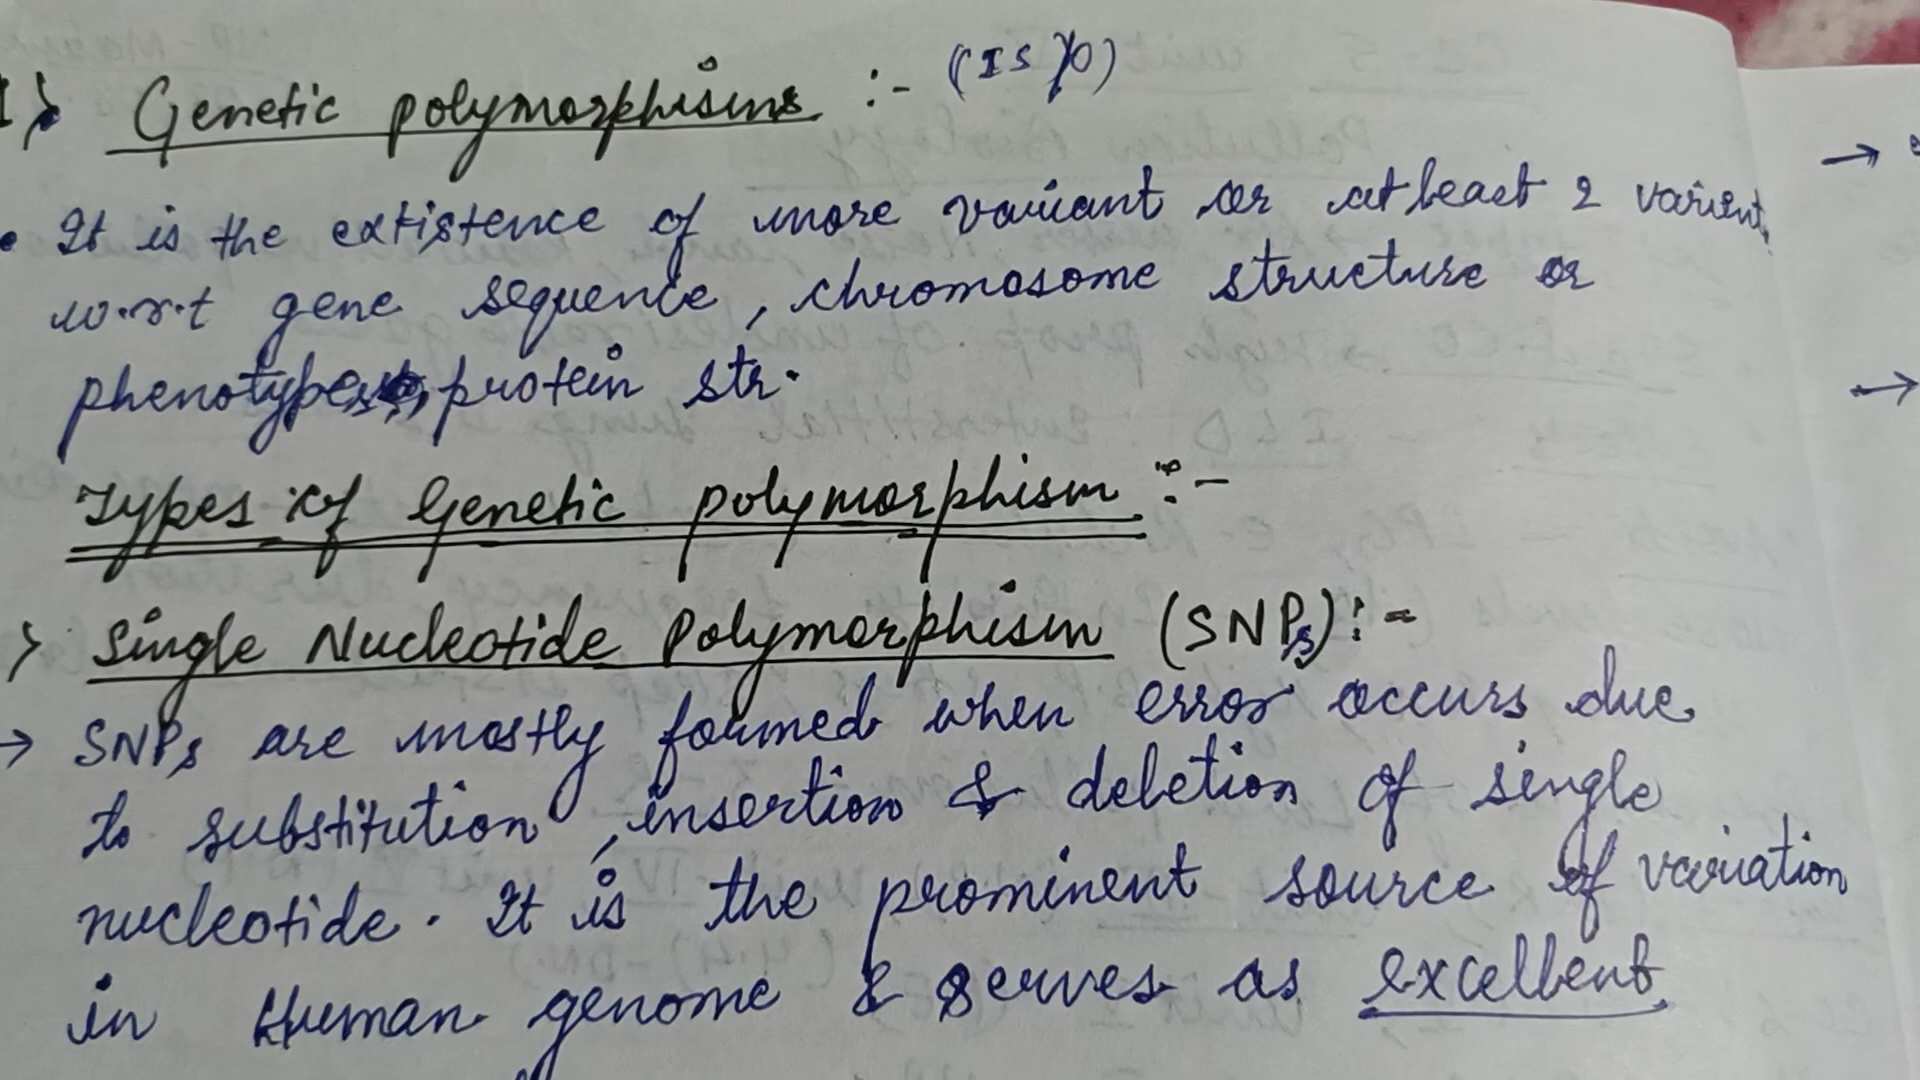 1> Genetic polymorphisms :- (IS
• It is the extistence of more variant or atleast 2 varient
w.r.t gene sequence, chromosome structure or
phenotypes, protein str.
Types of Genetic polymorphism :-
> Single Nucleotide Polymorphism (SNPs) :-
→ SNPs are mostly formed when error occurs due
to substitution, insertion & deletion of single
nucleotide. It is the prominent source of variation
in Human genome & serves as excellent